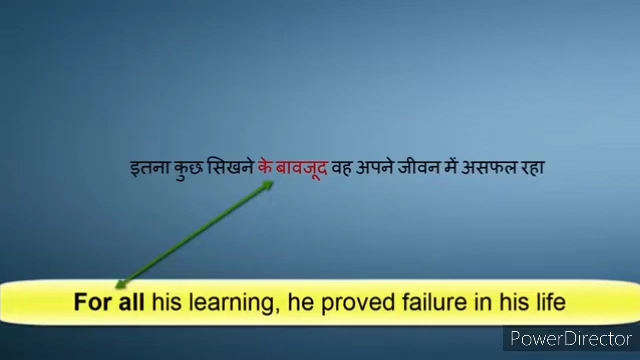 इतना कुछ सिखने के बावजूद वह अपने जीवन में असफल रहा
For all his learning, he proved failure in his life
PowerDirector